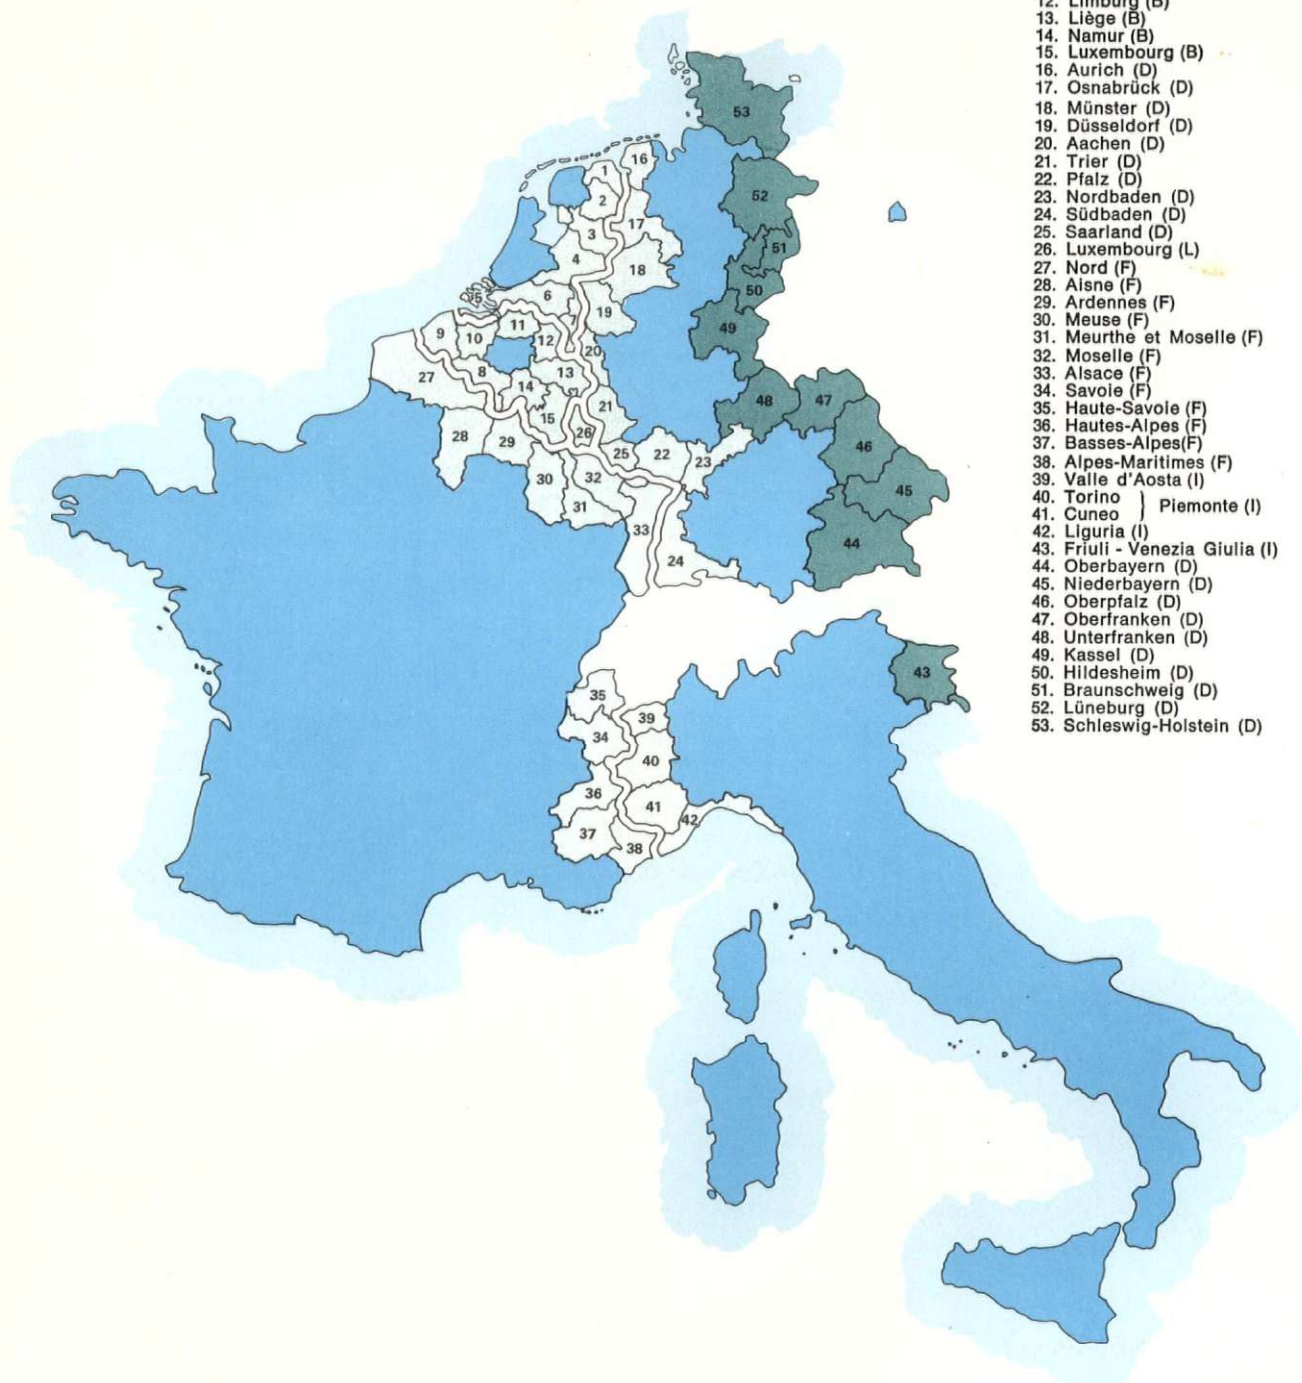 12. Limburg (B)
13. Liège (B)
14. Namur (B)
15. Luxembourg (B)
16. Aurich (D)
17. Osnabrück (D)
18. Münster (D)
19. Düsseldorf (D)
20. Aachen (D)
21. Trier (D)
22. Pfalz (D)
23. Nordbaden (D)
24. Südbaden (D)
25. Saarland (D)
26. Luxembourg (L)
27. Nord (F)
28. Aisne (F)
29. Ardennes (F)
30. Meuse (F)
31. Meurthe et Moselle (F)
32. Moselle (F)
33. Alsace (F)
34. Savoie (F)
35. Haute-Savoie (F)
36. Hautes-Alpes (F)
37. Basses-Alpes(F)
38. Alpes-Maritimes (F)
39. Valle d'Aosta (I)
40. Torino
41. Cuneo } Piemonte (I)
42. Liguria (I)
43. Friuli - Venezia Giulia (I)
44. Oberbayern (D)
45. Niederbayern (D)
46. Oberpfalz (D)
47. Oberfranken (D)
48. Unterfranken (D)
49. Kassel (D)
50. Hildesheim (D)
51. Braunschweig (D)
52. Lüneburg (D)
53. Schleswig-Holstein (D)
53
16
1
52
2
17
3
51
4
18
50
6
5
19
11
49
9
10
12
20
8
13
27
14
48
47
21
15
26
28
29
46
25
22
23
30
32
45
31
33
44
24
43
35
39
34
40
36
41
42
37
38